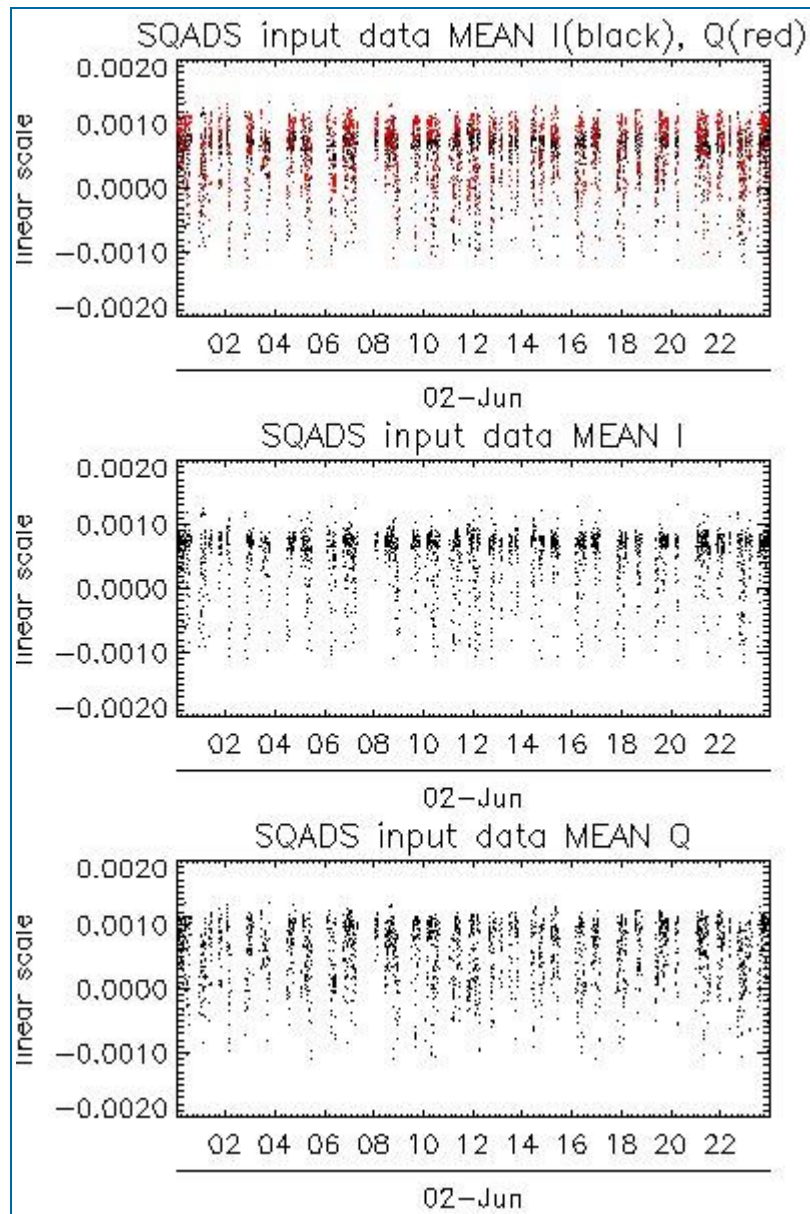 SQADS input data MEAN I(black), Q(red)
0.0020
0.0010
0.0000
−0.0010
−0.0020
linear scale
02 04 06 08 10 12 14 16 18 20 22
02−Jun
SQADS input data MEAN I
0.0020
0.0010
0.0000
−0.0010
−0.0020
linear scale
02 04 06 08 10 12 14 16 18 20 22
02−Jun
SQADS input data MEAN Q
0.0020
0.0010
0.0000
−0.0010
−0.0020
linear scale
02 04 06 08 10 12 14 16 18 20 22
02−Jun